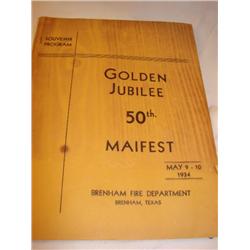 SOUVENIR
PROGRAM
GOLDEN
JUBILEE
50th.
MAIFEST
MAY 9 - 10
1934
BRENHAM FIRE DEPARTMENT
BRENHAM, TEXAS